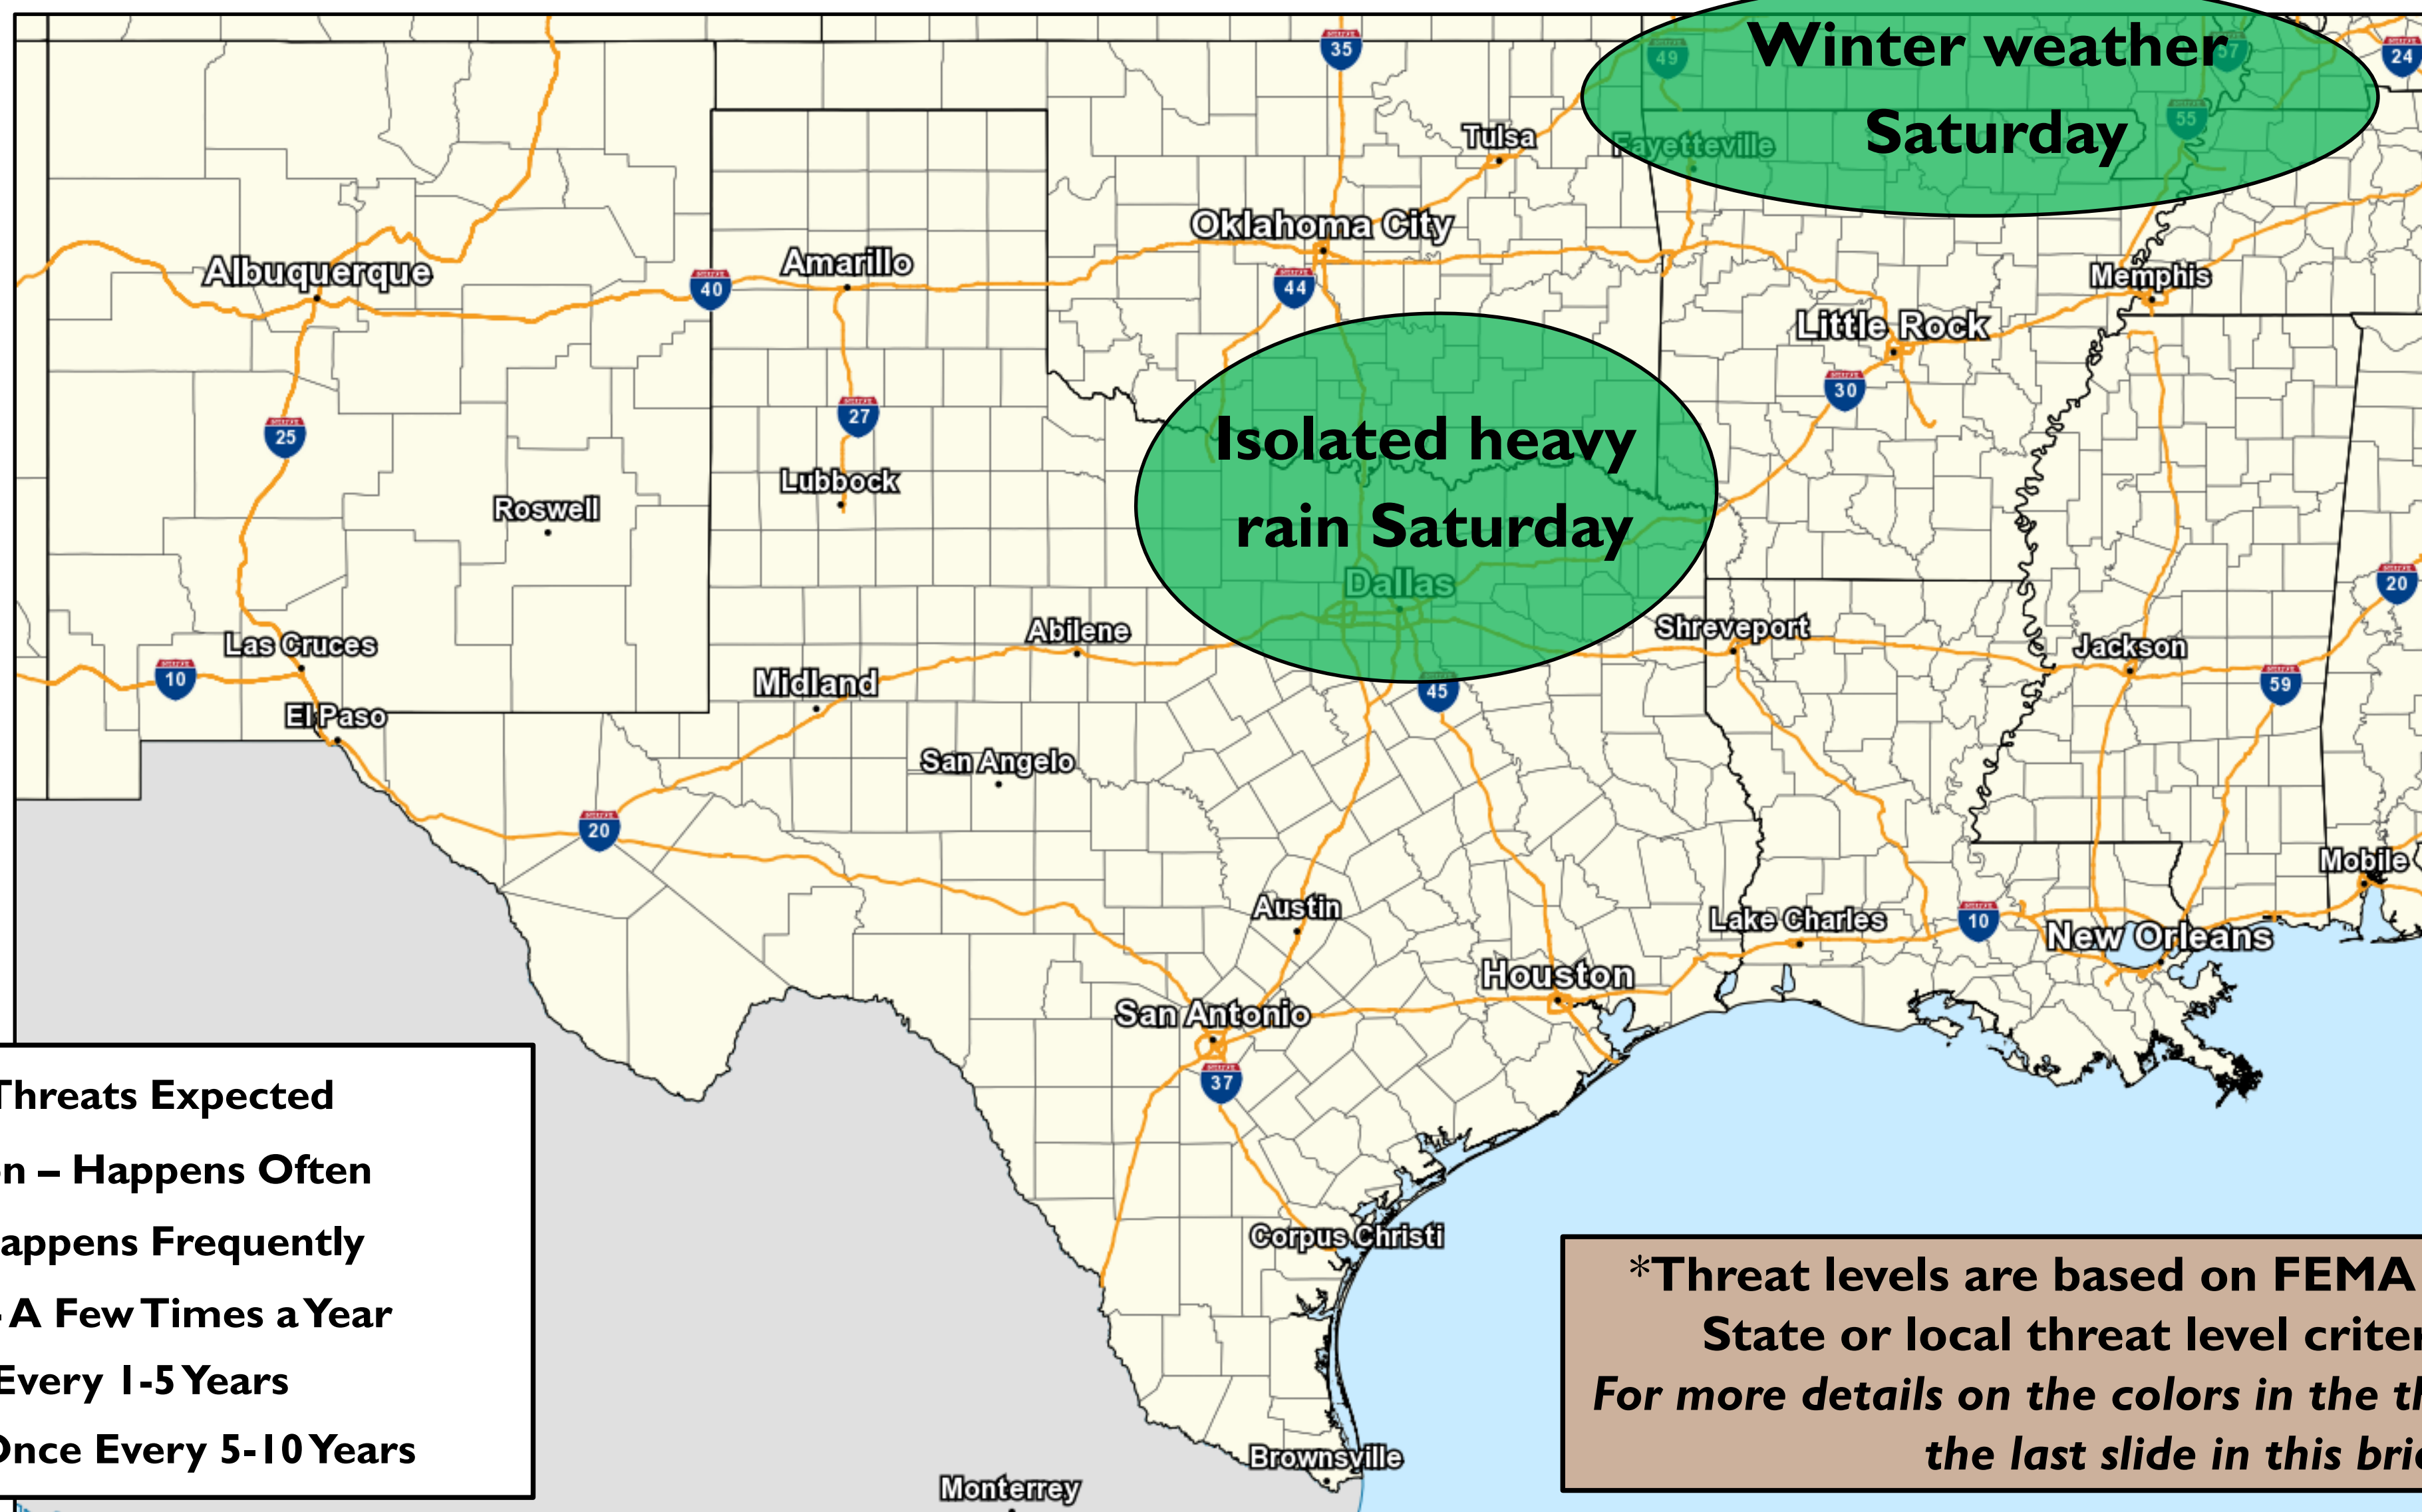 Winter weather
Saturday
35
49
57
24
55
Tulsa
Fayetteville
Oklahoma City
Albuquerque
Amarillo
40
44
Memphis
Little Rock
30
25
27
Isolated heavy
rain Saturday
Lubbock
Roswell
Dallas
20
Las Cruces
Abilene
Shreveport
Jackson
10
Midland
45
59
El Paso
San Angelo
20
Mobile
Austin
Lake Charles
10
New Orleans
Houston
San Antonio
37
Corpus Christi
Brownsville
Monterrey
Threats Expected
n – Happens Often
appens Frequently
- A Few Times a Year
Every 1-5 Years
Once Every 5-10 Years
*Threat levels are based on FEMA
State or local threat level criter
For more details on the colors in the th
the last slide in this brie